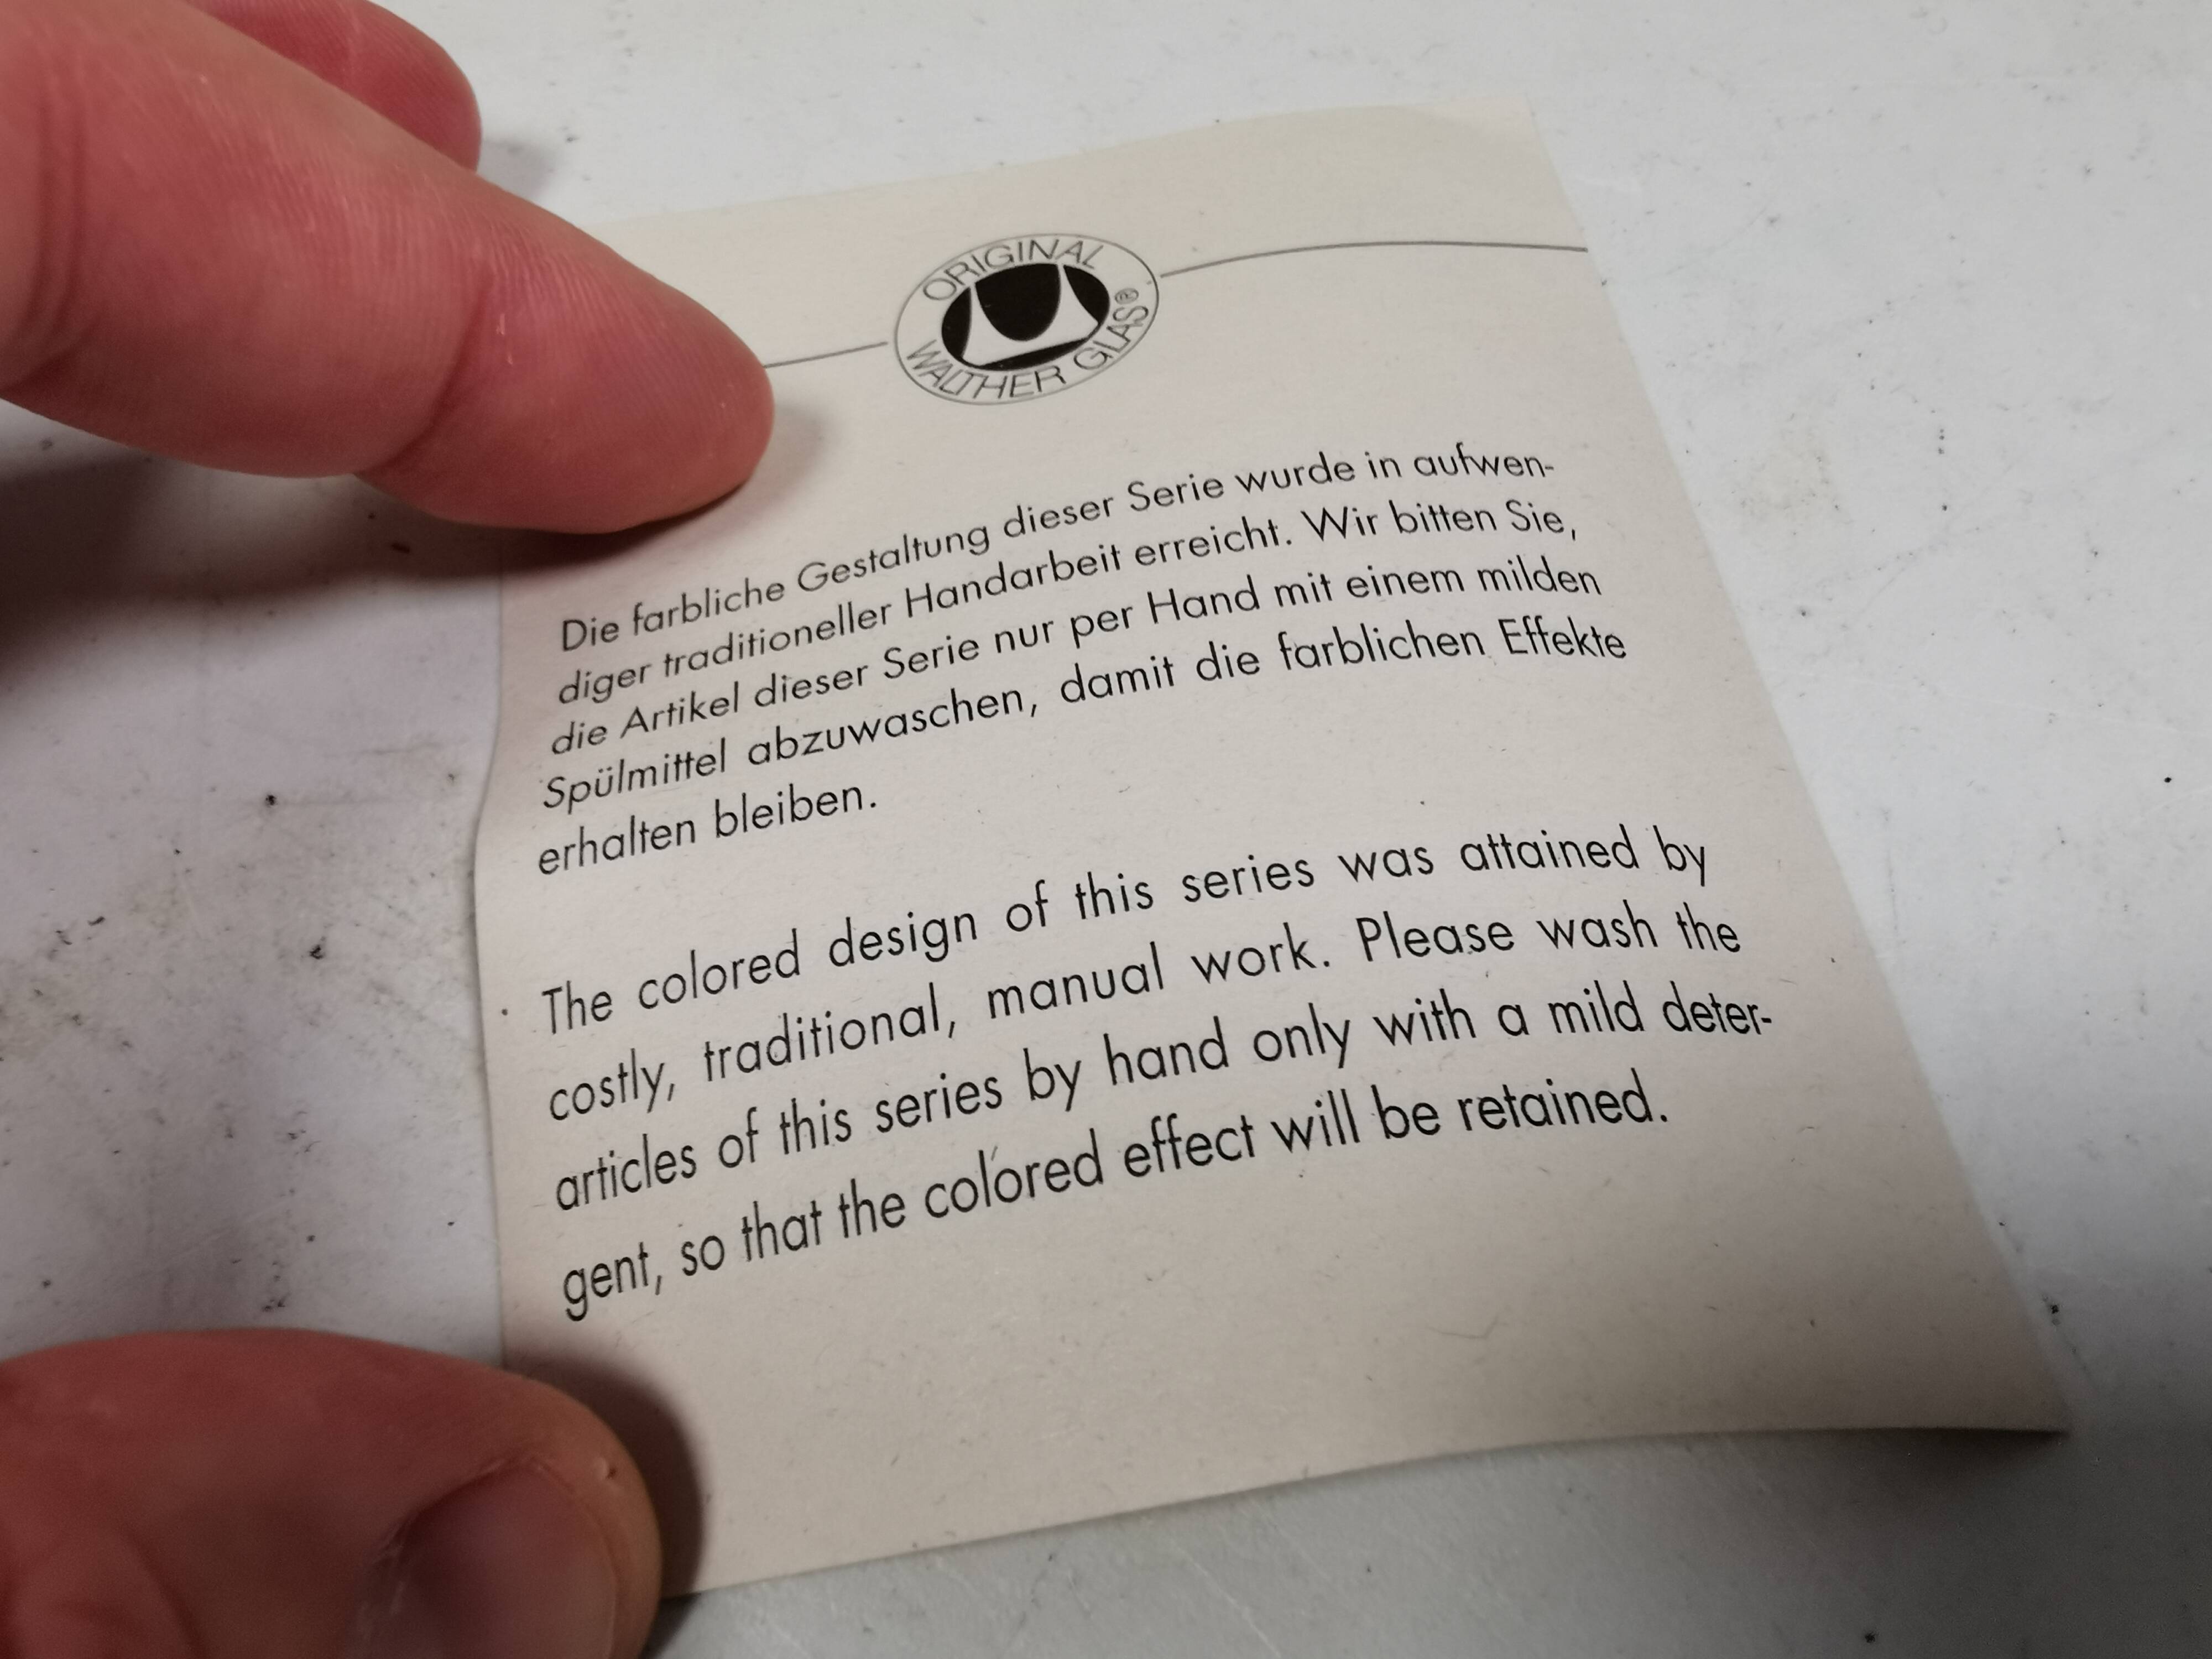 ORIGINAL
WALTHER GLAS®
Die farbliche Gestaltung dieser Serie wurde in aufwen-
diger traditioneller Handarbeit erreicht. Wir bitten Sie,
die Artikel dieser Serie nur per Hand mit einem milden
Spülmittel abzuwaschen, damit die farblichen Effekte
erhalten bleiben.
The colored design of this series was attained by
costly, traditional, manual work. Please wash the
articles of this series by hand only with a mild deter-
gent, so that the colored effect will be retained.